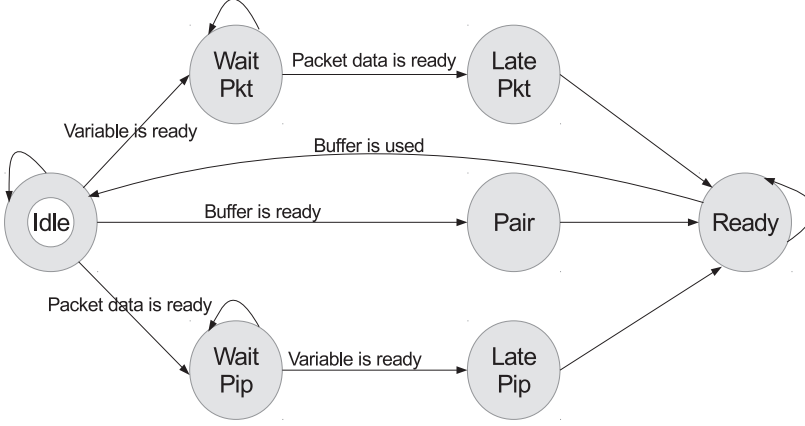 Wait
Pkt
Packet data is ready
Late
Pkt
Variable is ready
Buffer is used
Idle
Buffer is ready
Pair
Ready
Packet data is ready
Wait
Pip
Variable is ready
Late
Pip